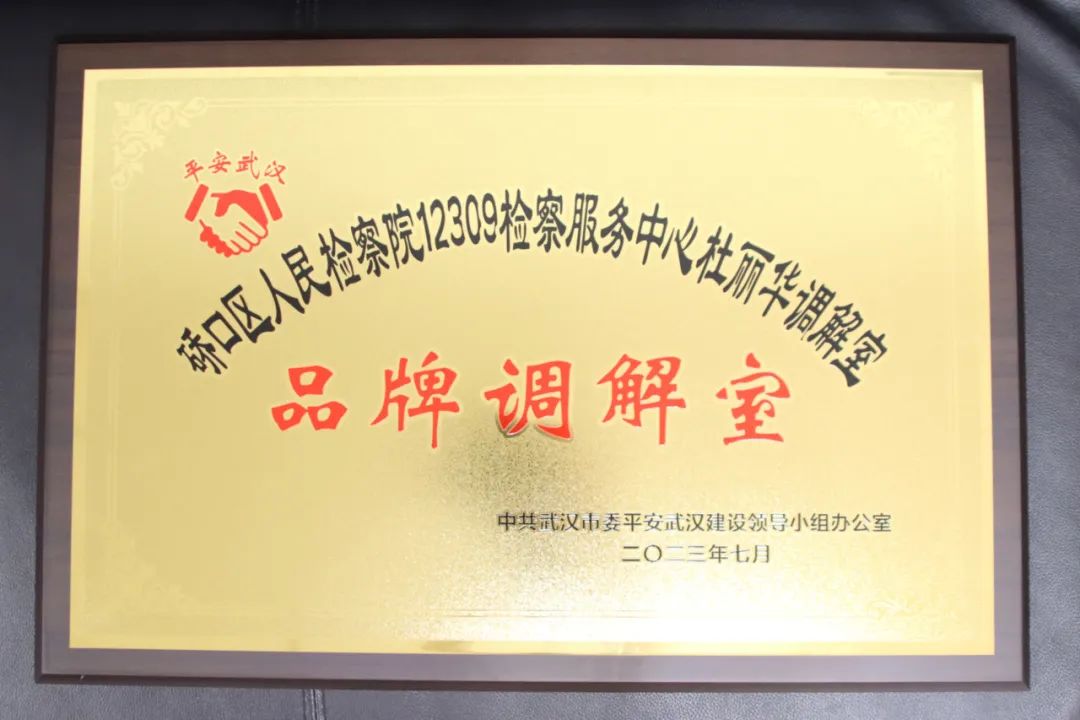 平安武汉
硚口区人民检察院12309检察服务中心杜丽华调解室
品牌调解室
中共武汉市委平安武汉建设领导小组办公室
二〇二三年七月